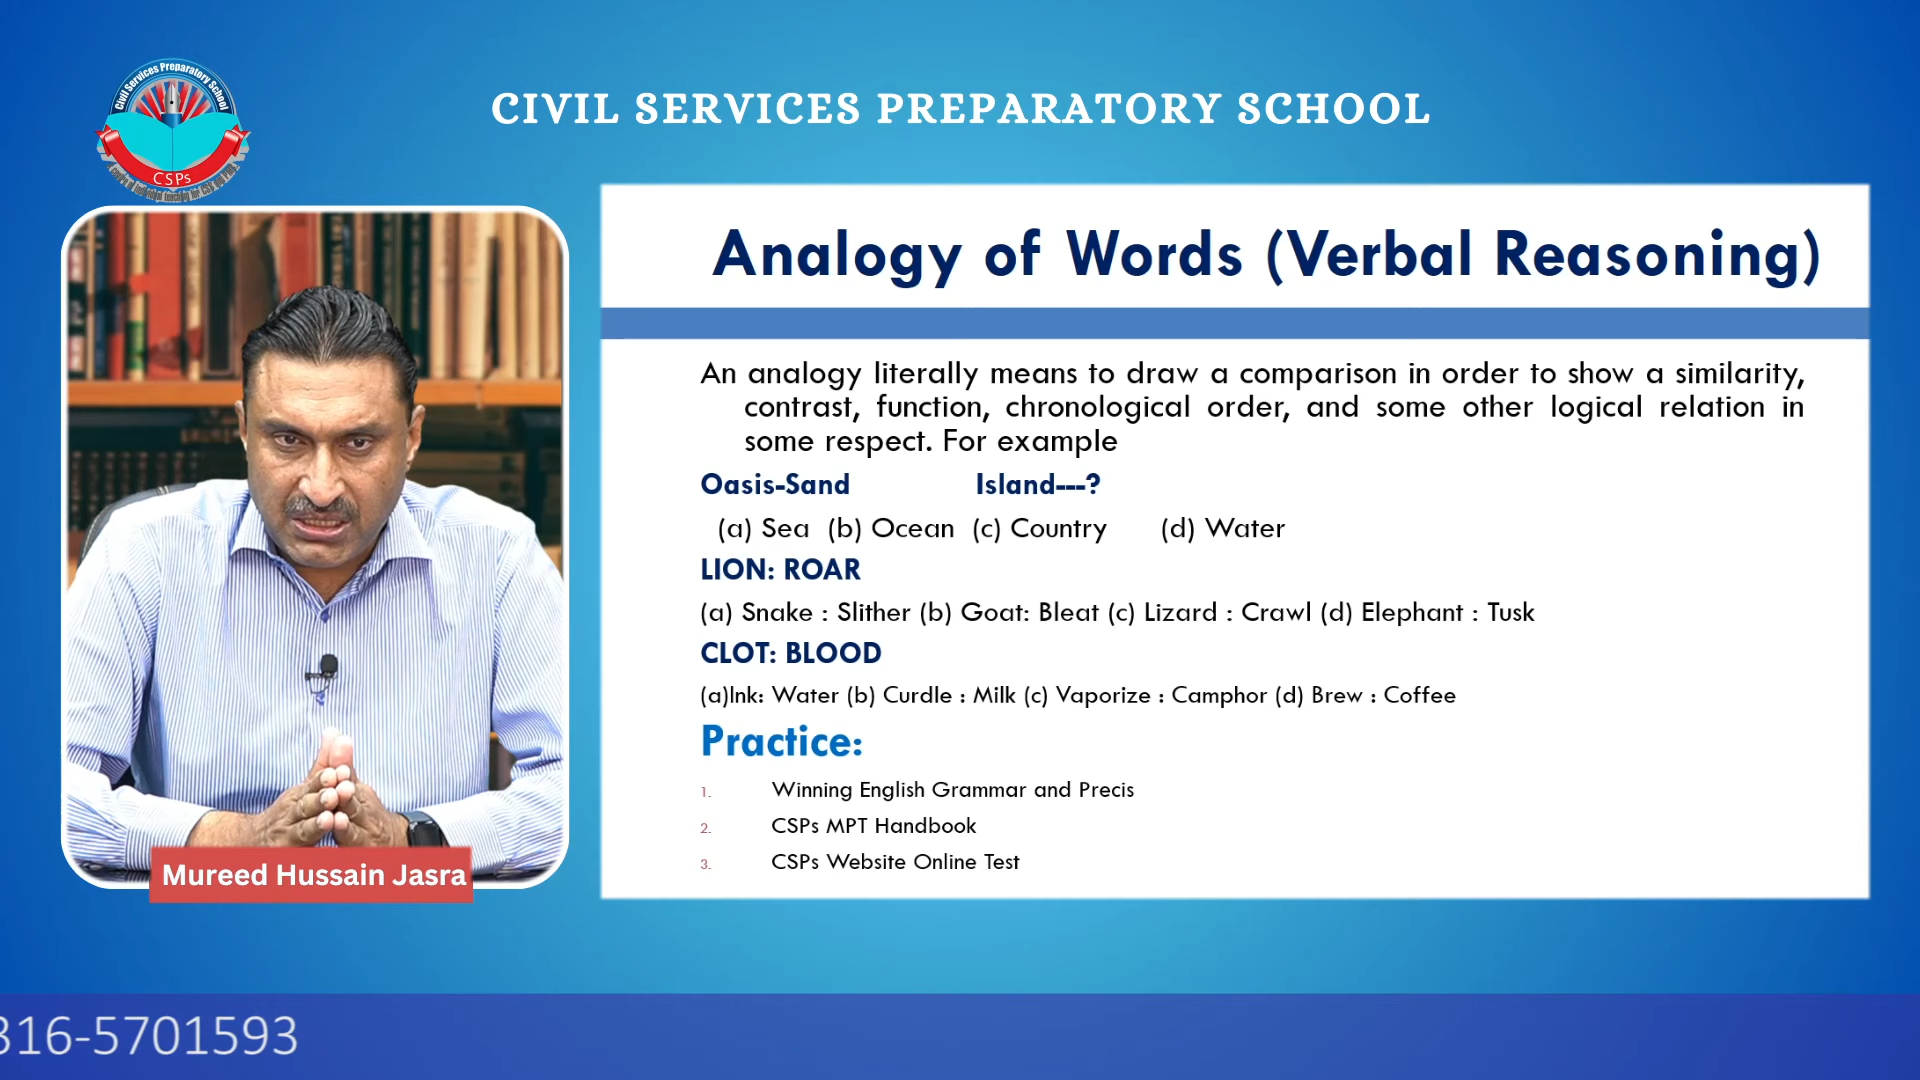 Civil Services Preparatory School
CSPs
CIVIL SERVICES PREPARATORY SCHOOL
Analogy of Words (Verbal Reasoning)
An analogy literally means to draw a comparison in order to show a similarity,
contrast, function, chronological order, and some other logical relation in
some respect. For example
Oasis-Sand Island---?
(a) Sea (b) Ocean (c) Country (d) Water
LION: ROAR
(a) Snake : Slither (b) Goat: Bleat (c) Lizard : Crawl (d) Elephant : Tusk
CLOT: BLOOD
(a)Ink: Water (b) Curdle : Milk (c) Vaporize : Camphor (d) Brew : Coffee
Practice:
1. Winning English Grammar and Precis
2. CSPs MPT Handbook
3. CSPs Website Online Test
Mureed Hussain Jasra
316-5701593